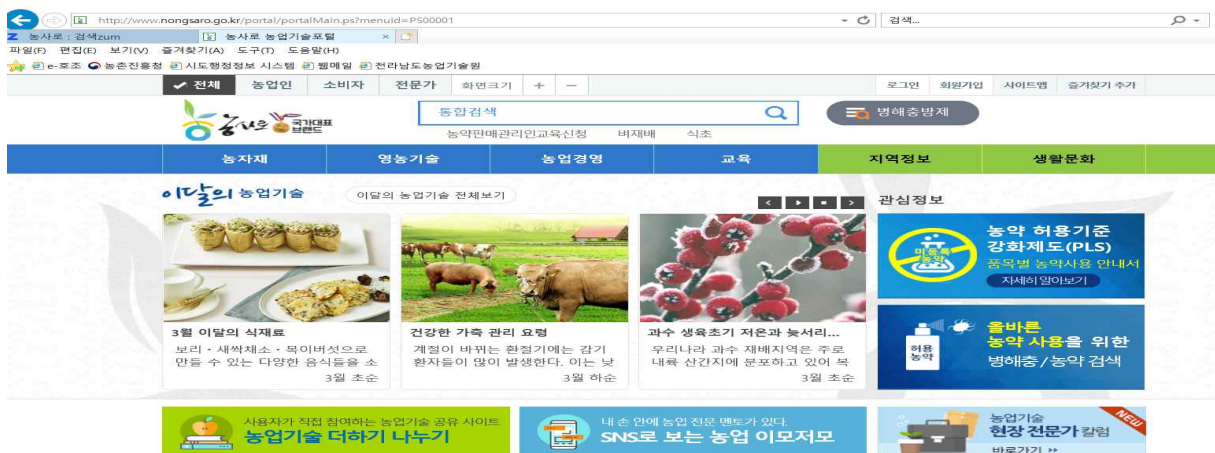 http://www.nongsaro.go.kr/portal/portalMain.ps?menuId=PS00001
검색...
농사로 : 검색zum
농사로 농업기술포털
파일(F) 편집(E) 보기(V) 즐겨찾기(A) 도구(T) 도움말(H)
e-호조 농촌진흥청 시도행정정보 시스템 웹메일 전라남도농업기술원
전체 농업인 소비자 전문가 화면크기 + -
로그인 회원가입 사이트맵 즐겨찾기 추가
농사로 국가대표 브랜드
통합검색
병해충방제
농약판매관리인교육신청 벼재배 식초
농자재 영농기술 농업경영 교육 지역정보 생활문화
이달의 농업기술
이달의 농업기술 전체보기
관심정보
3월 이달의 식재료
보리・새싹채소・목이버섯으로
만들 수 있는 다양한 음식들을 소
3월 초순
건강한 가축 관리 요령
계절이 바뀌는 환절기에는 감기
환자들이 많이 발생한다. 이는 낮
3월 하순
과수 생육초기 저온과 늦서리...
우리나라 과수 재배지역은 주로
내륙 산간지에 분포하고 있어 복
3월 초순
미등록
농약
농약 허용기준
강화제도(PLS)
품목별 농약사용 안내서
자세히 알아보기
허용
농약
올바른
농약 사용을 위한
병해충/농약 검색
사용자가 직접 참여하는 농업기술 공유 사이트
농업기술 더하기 나누기
내 손 안에 농업 전문 멘토가 있다.
SNS로 보는 농업 이모저모
농업기술
현장 전문가 칼럼
바로가기
NEW